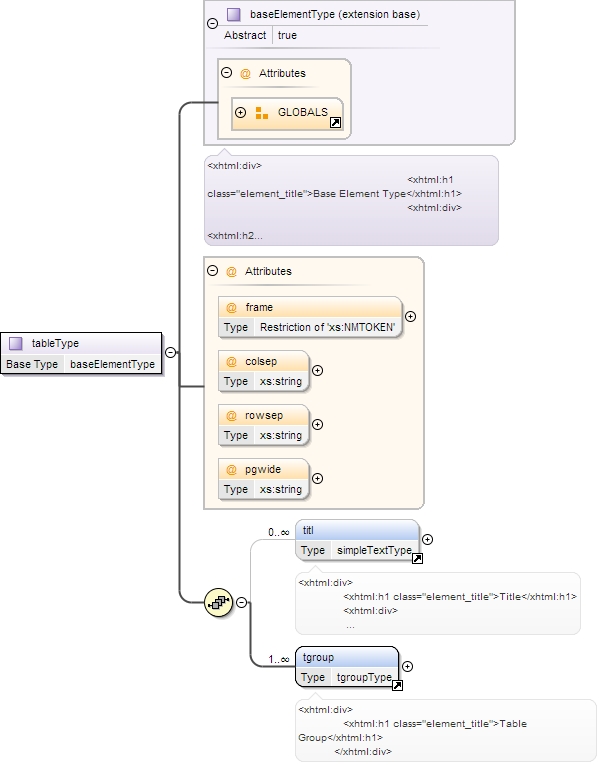 baseElementType (extension base)
Abstract true
@ Attributes
GLOBALS
<xhtml:div>
<xhtml:h1
class="element_title">Base Element Type</xhtml:h1>
<xhtml:div>
<xhtml:h2...
@ Attributes
@ frame
Type Restriction of 'xs:NMTOKEN'
tableType
Base Type baseElementType
@ colsep
Type xs:string
@ rowsep
Type xs:string
@ pgwide
Type xs:string
0..∞
titl
Type simpleTextType
<xhtml:div>
<xhtml:h1 class="element_title">Title</xhtml:h1>
<xhtml:div>
...
1..∞
tgroup
Type tgroupType
<xhtml:div>
<xhtml:h1 class="element_title">Table
Group</xhtml:h1>
</xhtml:div>